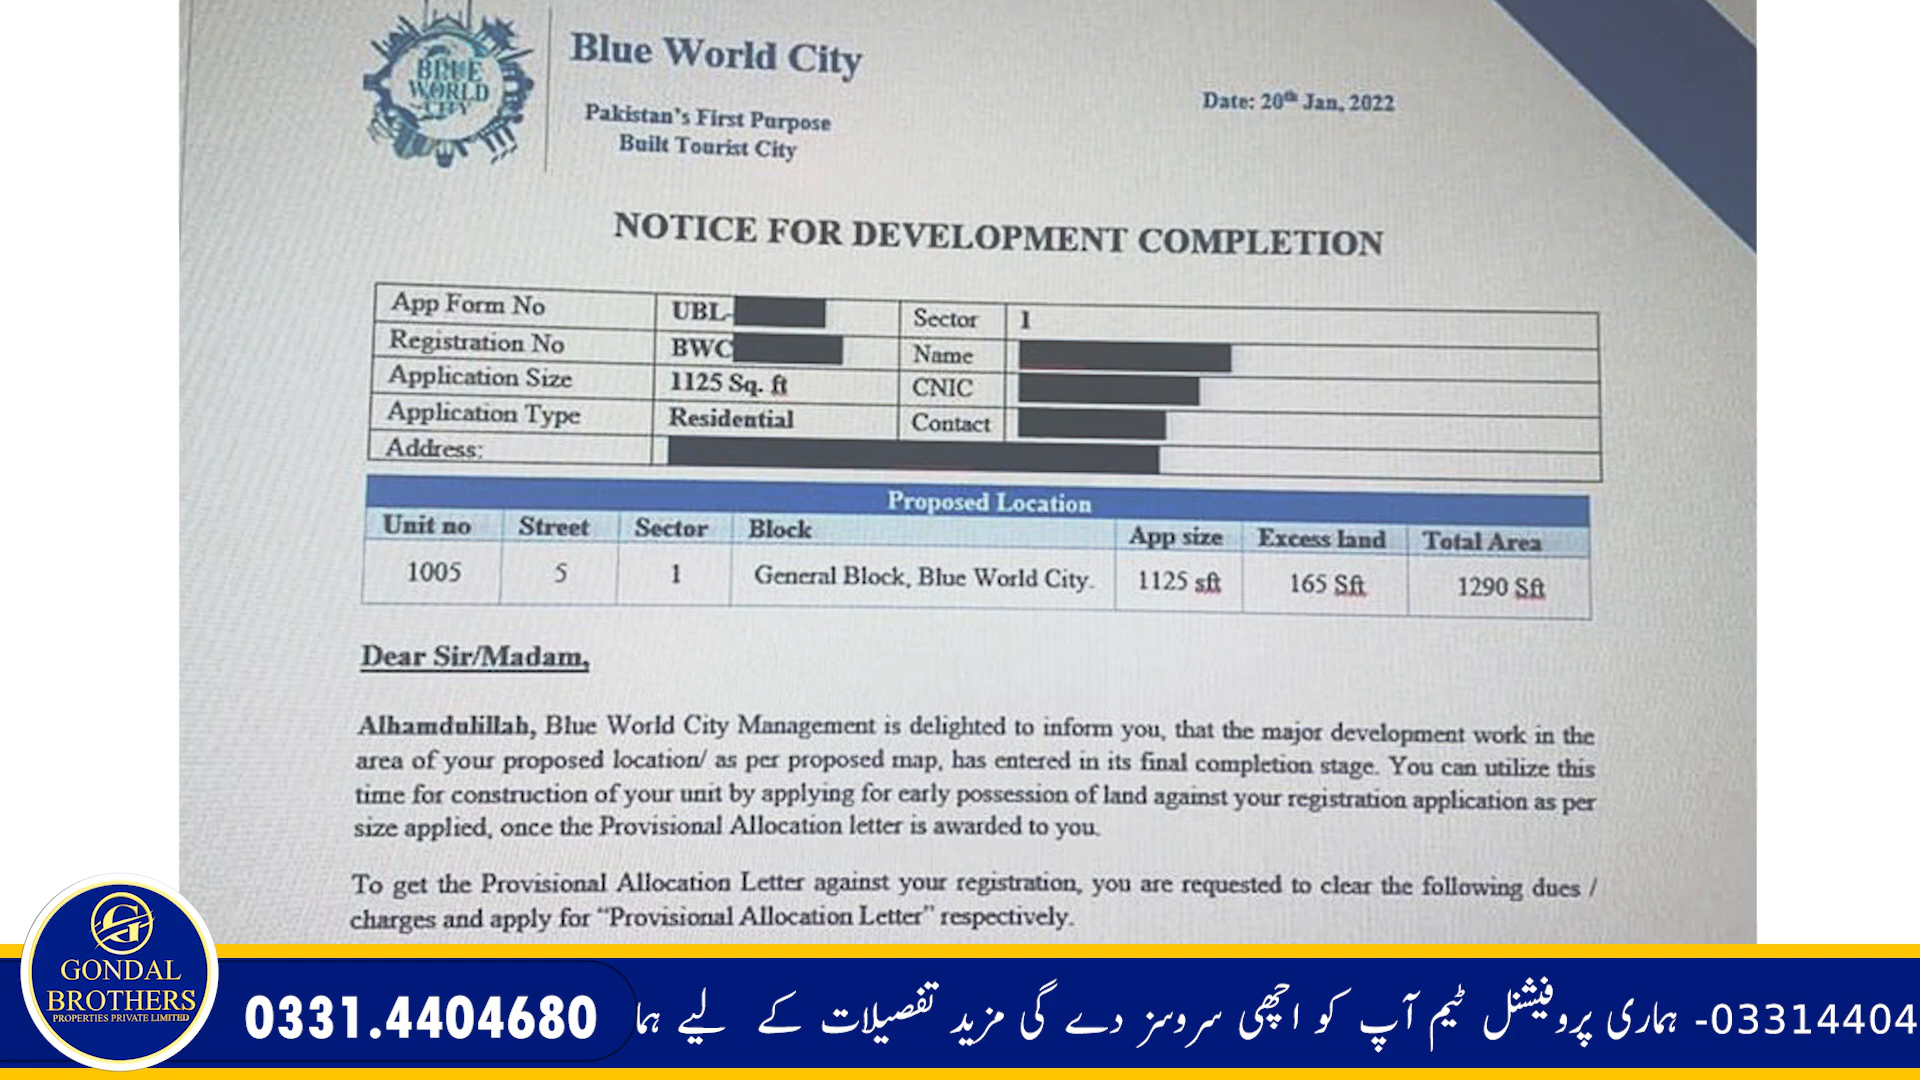 BLUE
WORLD
CITY
Blue World City
Pakistan's First Purpose
Built Tourist City
Date: 20th Jan, 2022
NOTICE FOR DEVELOPMENT COMPLETION
App Form No UBL- Sector 1
Registration No BWC Name
Application Size 1125 Sq. ft CNIC
Application Type Residential Contact
Address:
Proposed Location
Unit no Street Sector Block App size Excess land Total Area
1005 5 1 General Block, Blue World City. 1125 sft 165 Sft 1290 Sft
Dear Sir/Madam,
Alhamdulillah, Blue World City Management is delighted to inform you, that the major development work in the
area of your proposed location/ as per proposed map, has entered in its final completion stage. You can utilize this
time for construction of your unit by applying for early possession of land against your registration application as per
size applied, once the Provisional Allocation letter is awarded to you.
To get the Provisional Allocation Letter against your registration, you are requested to clear the following dues /
charges and apply for "Provisional Allocation Letter" respectively.
GONDAL
BROTHERS
PROPERTIES PRIVATE LIMITED
0331.4404680
03314404- ہماری پروفیشنل ٹیم آپ کو اچھی سروسز دے گی مزید تفصیلات کے لیے ہما